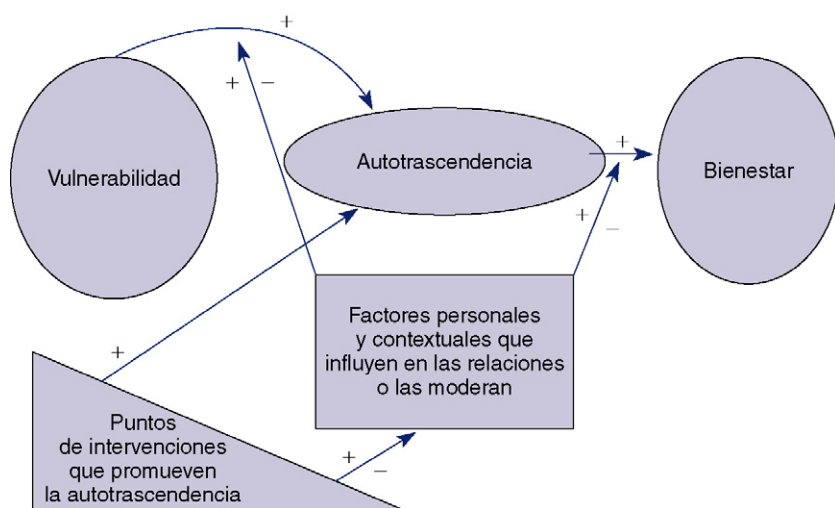 +
+ −
Vulnerabilidad
Autotrascendencia
+
Bienestar
+ −
Factores personales
y contextuales que
influyen en las relaciones
o las moderan
+
Puntos
de intervenciones
que promueven
la autotrascendencia
+ −